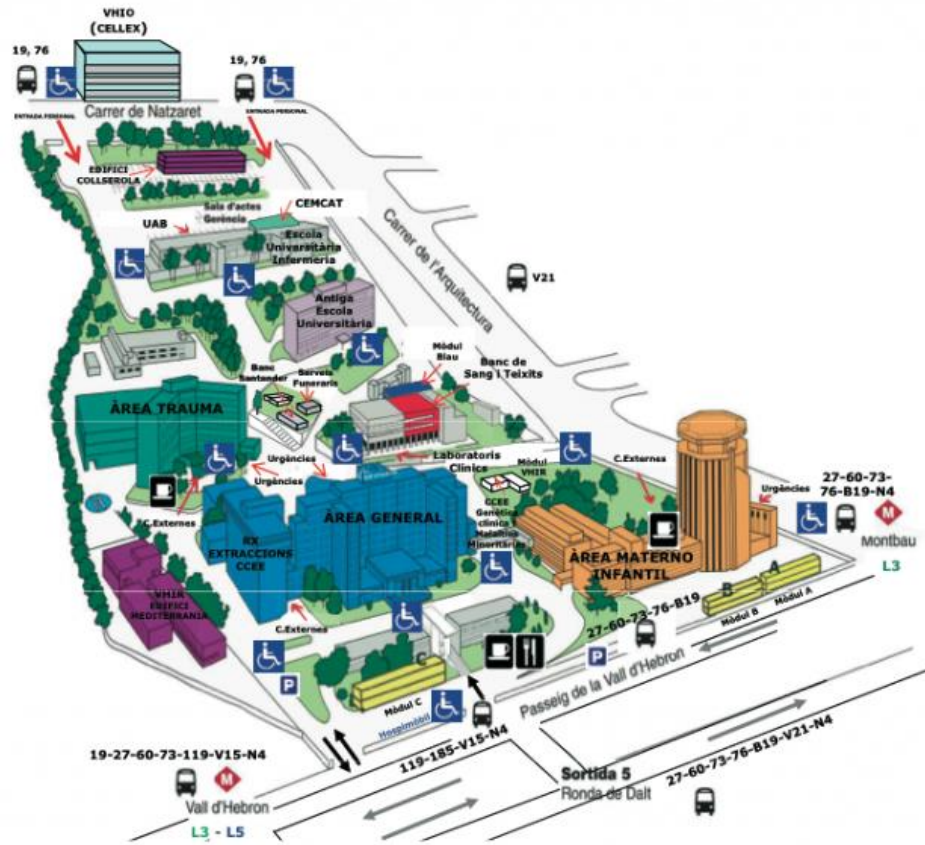 VHIO
(CELLEX)
19, 76
19, 76
ENTRADA PERSONAL
Carrer de Natzaret
ENTRADA PERSONAL
EDIFICI
COLLSEROLA
Sala d'actes
Gerència
CEMCAT
UAB
Escola
Universitària
Infermeria
Carrer de l'Arquitectura
V21
Antiga
Escola
Universitària
Mòdul
Blau
Banc de
Sang i Teixits
Banc
Santander
Serveis
Funeraris
ÀREA TRAUMA
Urgències
Urgències
Laboratoris
Clínics
Mòdul
VHIR
C.Externes
Urgències
27-60-73-
76-B19-N4
M
Montbau
L3
C.Externes
RX
EXTRACCIONS
CCEE
ÀREA GENERAL
CCEE
Genètica
clínica i
Malalties
Minoritàries
ÀREA MATERNO
INFANTIL
A
B
Mòdul A
Mòdul B
27-60-73-76-B19
VHIR
EDIFICI
MEDITERRANIA
C.Externes
P
P
C
Mòdul C
Hospimòbil
Passeig de la Vall d'Hebron
119-185-V15-N4
19-27-60-73-119-V15-N4
M
Vall d'Hebron
L3 - L5
Sortida 5
Ronda de Dalt
27-60-73-76-B19-V21-N4